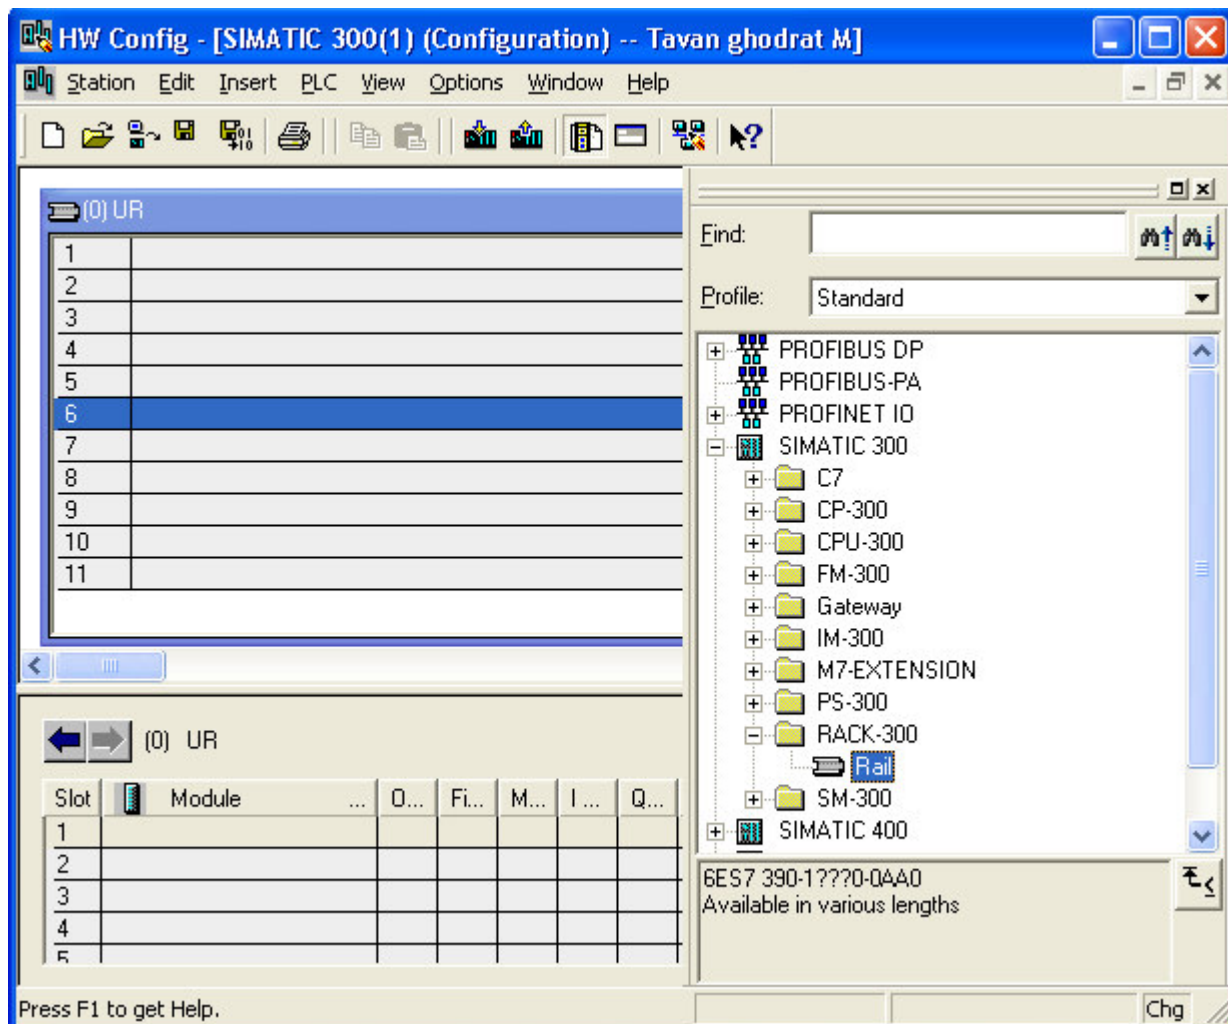 HW Config - [SIMATIC 300(1) (Configuration) -- Tavan ghodrat M]
Station Edit Insert PLC View Options Window Help
(0) UR
1
2
3
4
5
6
7
8
9
10
11
Find:
Profile: Standard
PROFIBUS DP
PROFIBUS-PA
PROFINET IO
SIMATIC 300
C7
CP-300
CPU-300
FM-300
Gateway
IM-300
M7-EXTENSION
PS-300
RACK-300
Rail
SM-300
SIMATIC 400
(0) UR
Slot Module ... O... Fi... M... I ... Q...
1
2
3
4
5
6ES7 390-1???0-0AA0
Available in various lengths
Press F1 to get Help.
Chg